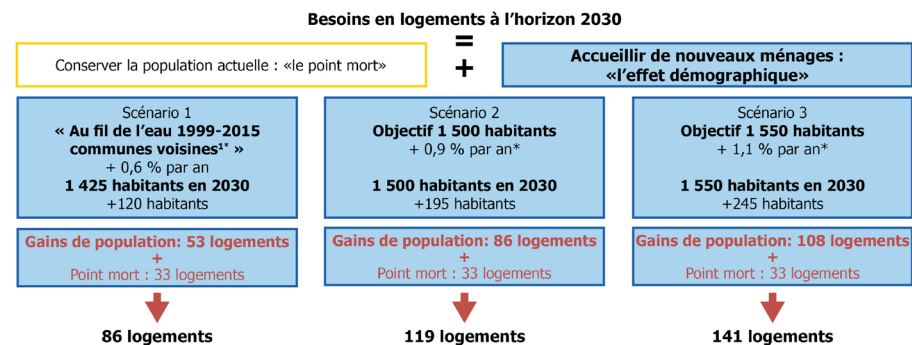 Besoins en logements à l'horizon 2030
=
Conserver la population actuelle : «le point mort»
+
Accueillir de nouveaux ménages :
«l'effet démographique»
Scénario 1
« Au fil de l'eau 1999-2015
communes voisines¹* »
+ 0,6 % par an
1 425 habitants en 2030
+120 habitants
Gains de population: 53 logements
+
Point mort : 33 logements
86 logements
Scénario 2
Objectif 1 500 habitants
+ 0,9 % par an*
1 500 habitants en 2030
+195 habitants
Gains de population: 86 logements
+
Point mort : 33 logements
119 logements
Scénario 3
Objectif 1 550 habitants
+ 1,1 % par an*
1 550 habitants en 2030
+245 habitants
Gains de population: 108 logements
+
Point mort : 33 logements
141 logements